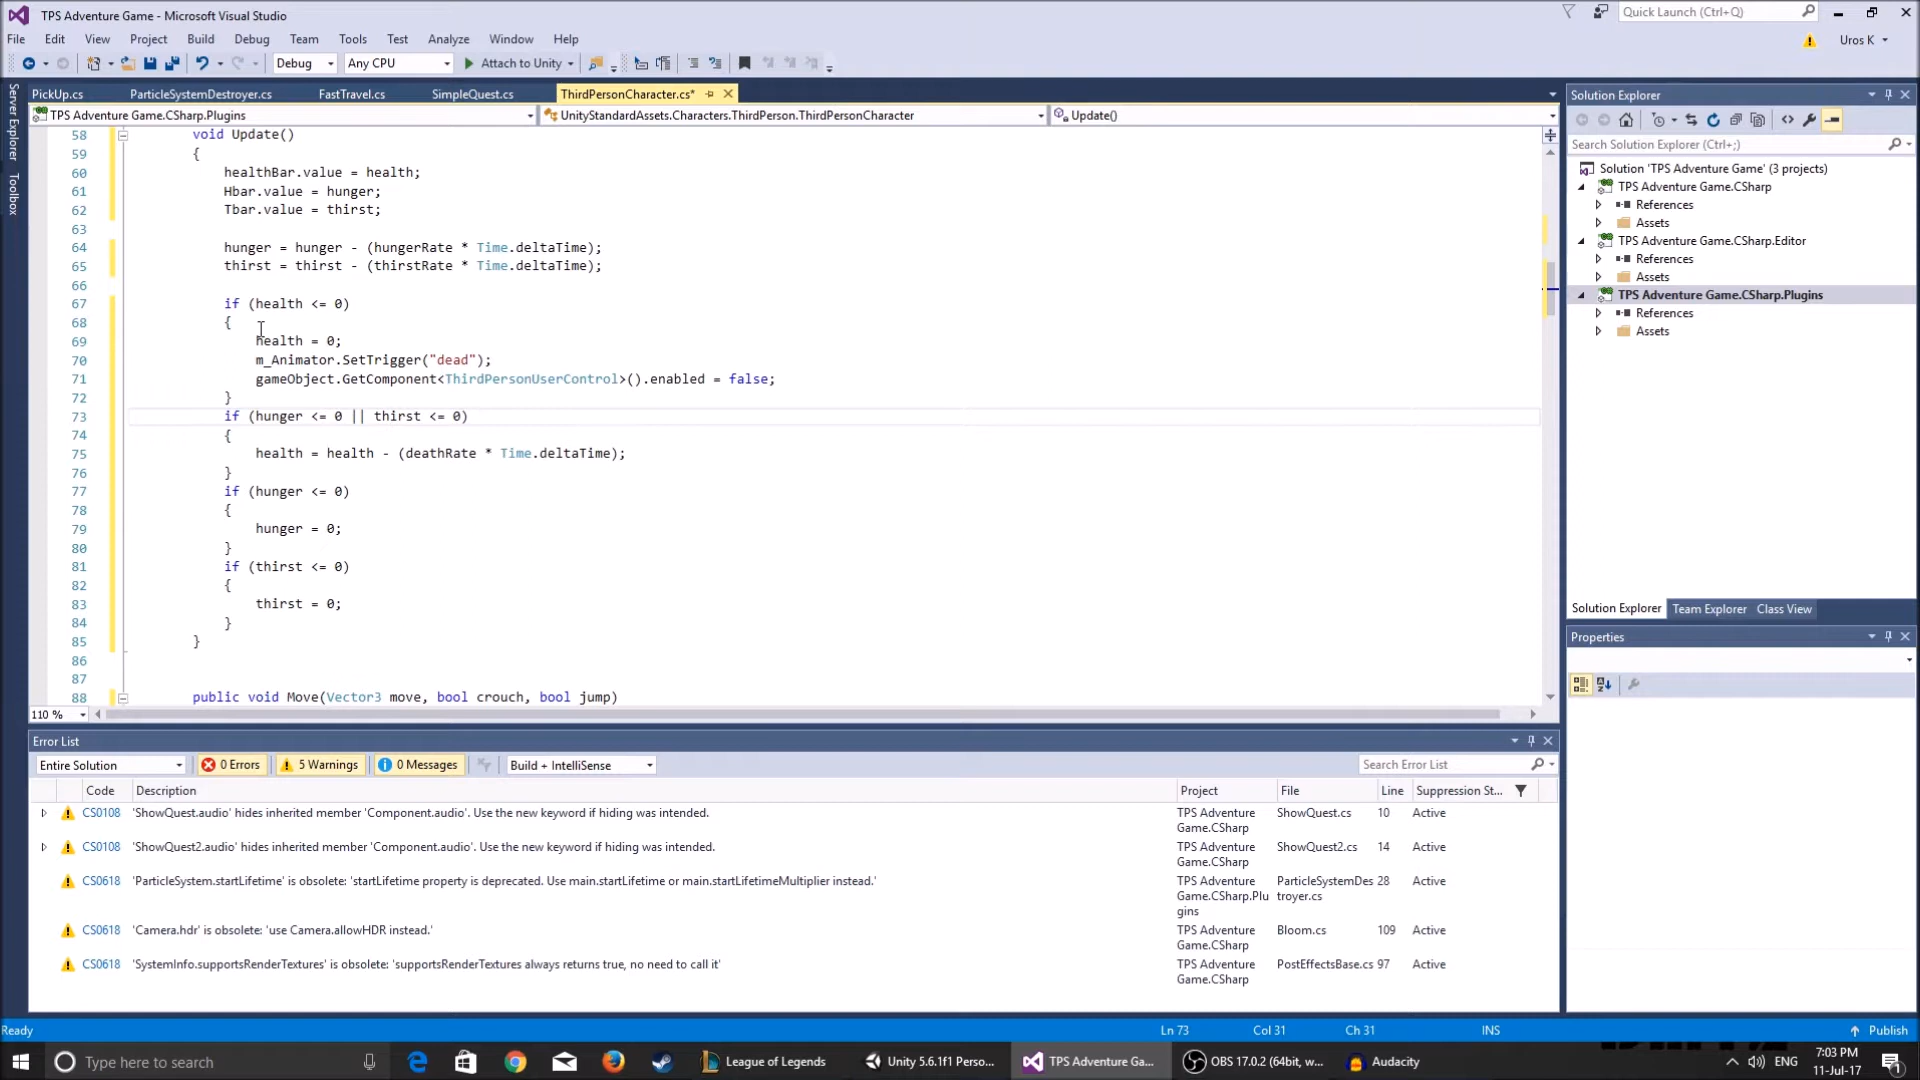 TPS Adventure Game - Microsoft Visual Studio
Quick Launch (Ctrl+Q)
File Edit View Project Build Debug Team Tools Test Analyze Window Help
Uros K
Debug Any CPU Attach to Unity
Server Explorer
Toolbox
PickUp.cs ParticleSystemDestroyer.cs FastTravel.cs SimpleQuest.cs ThirdPersonCharacter.cs*
TPS Adventure Game.CSharp.Plugins UnityStandardAssets.Characters.ThirdPerson.ThirdPersonCharacter Update()
58 void Update()
59 {
60 healthBar.value = health;
61 Hbar.value = hunger;
62 Tbar.value = thirst;
63
64 hunger = hunger - (hungerRate * Time.deltaTime);
65 thirst = thirst - (thirstRate * Time.deltaTime);
66
67 if (health <= 0)
68 {
69 health = 0;
70 m_Animator.SetTrigger("dead");
71 gameObject.GetComponent<ThirdPersonUserControl>().enabled = false;
72 }
73 if (hunger <= 0 || thirst <= 0)
74 {
75 health = health - (deathRate * Time.deltaTime);
76 }
77 if (hunger <= 0)
78 {
79 hunger = 0;
80 }
81 if (thirst <= 0)
82 {
83 thirst = 0;
84 }
85 }
86
87
88 public void Move(Vector3 move, bool crouch, bool jump)
110 %
Solution Explorer
Search Solution Explorer (Ctrl+;)
Solution 'TPS Adventure Game' (3 projects)
TPS Adventure Game.CSharp
References
Assets
TPS Adventure Game.CSharp.Editor
References
Assets
TPS Adventure Game.CSharp.Plugins
References
Assets
Solution Explorer Team Explorer Class View
Properties
Error List
Entire Solution 0 Errors 5 Warnings 0 Messages Build + IntelliSense Search Error List
Code Description Project File Line Suppression St...
CS0108 'ShowQuest.audio' hides inherited member 'Component.audio'. Use the new keyword if hiding was intended. TPS Adventure ShowQuest.cs 10 Active
Game.CSharp
CS0108 'ShowQuest2.audio' hides inherited member 'Component.audio'. Use the new keyword if hiding was intended. TPS Adventure ShowQuest2.cs 14 Active
Game.CSharp
CS0618 'ParticleSystem.startLifetime' is obsolete: 'startLifetime property is deprecated. Use main.startLifetime or main.startLifetimeMultiplier instead.' TPS Adventure ParticleSystemDes 28 Active
Game.CSharp.Plu troyer.cs
gins
CS0618 'Camera.hdr' is obsolete: 'use Camera.allowHDR instead.' TPS Adventure Bloom.cs 109 Active
Game.CSharp
CS0618 'SystemInfo.supportsRenderTextures' is obsolete: 'supportsRenderTextures always returns true, no need to call it' TPS Adventure PostEffectsBase.cs 97 Active
Game.CSharp
Ready Ln 73 Col 31 Ch 31 INS Publish
Type here to search League of Legends Unity 5.6.1f1 Perso... TPS Adventure Ga... OBS 17.0.2 (64bit, w... Audacity ENG 7:03 PM
11-Jul-17